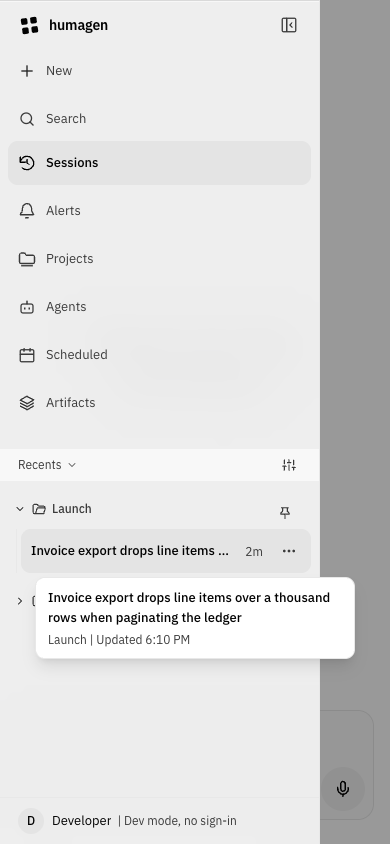 humagen
New
Search
Sessions
Alerts
Projects
Agents
Scheduled
Artifacts
Recents
Launch
Invoice export drops line items ... 2m
Invoice export drops line items over a thousand
rows when paginating the ledger
Launch | Updated 6:10 PM
D Developer | Dev mode, no sign-in